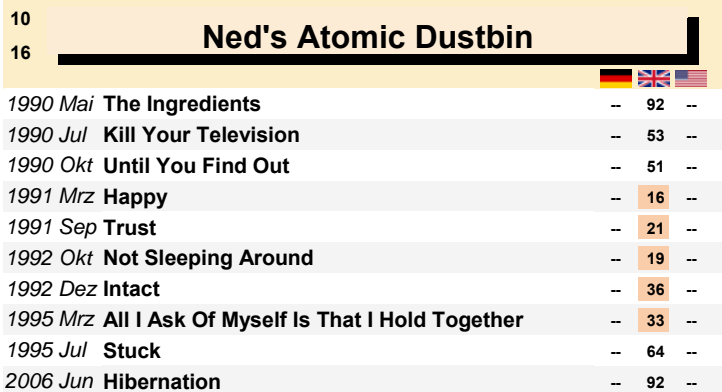 10
16
Ned's Atomic Dustbin
1990 Mai The Ingredients -- 92 --
1990 Jul Kill Your Television -- 53 --
1990 Okt Until You Find Out -- 51 --
1991 Mrz Happy -- 16 --
1991 Sep Trust -- 21 --
1992 Okt Not Sleeping Around -- 19 --
1992 Dez Intact -- 36 --
1995 Mrz All I Ask Of Myself Is That I Hold Together -- 33 --
1995 Jul Stuck -- 64 --
2006 Jun Hibernation -- 92 --